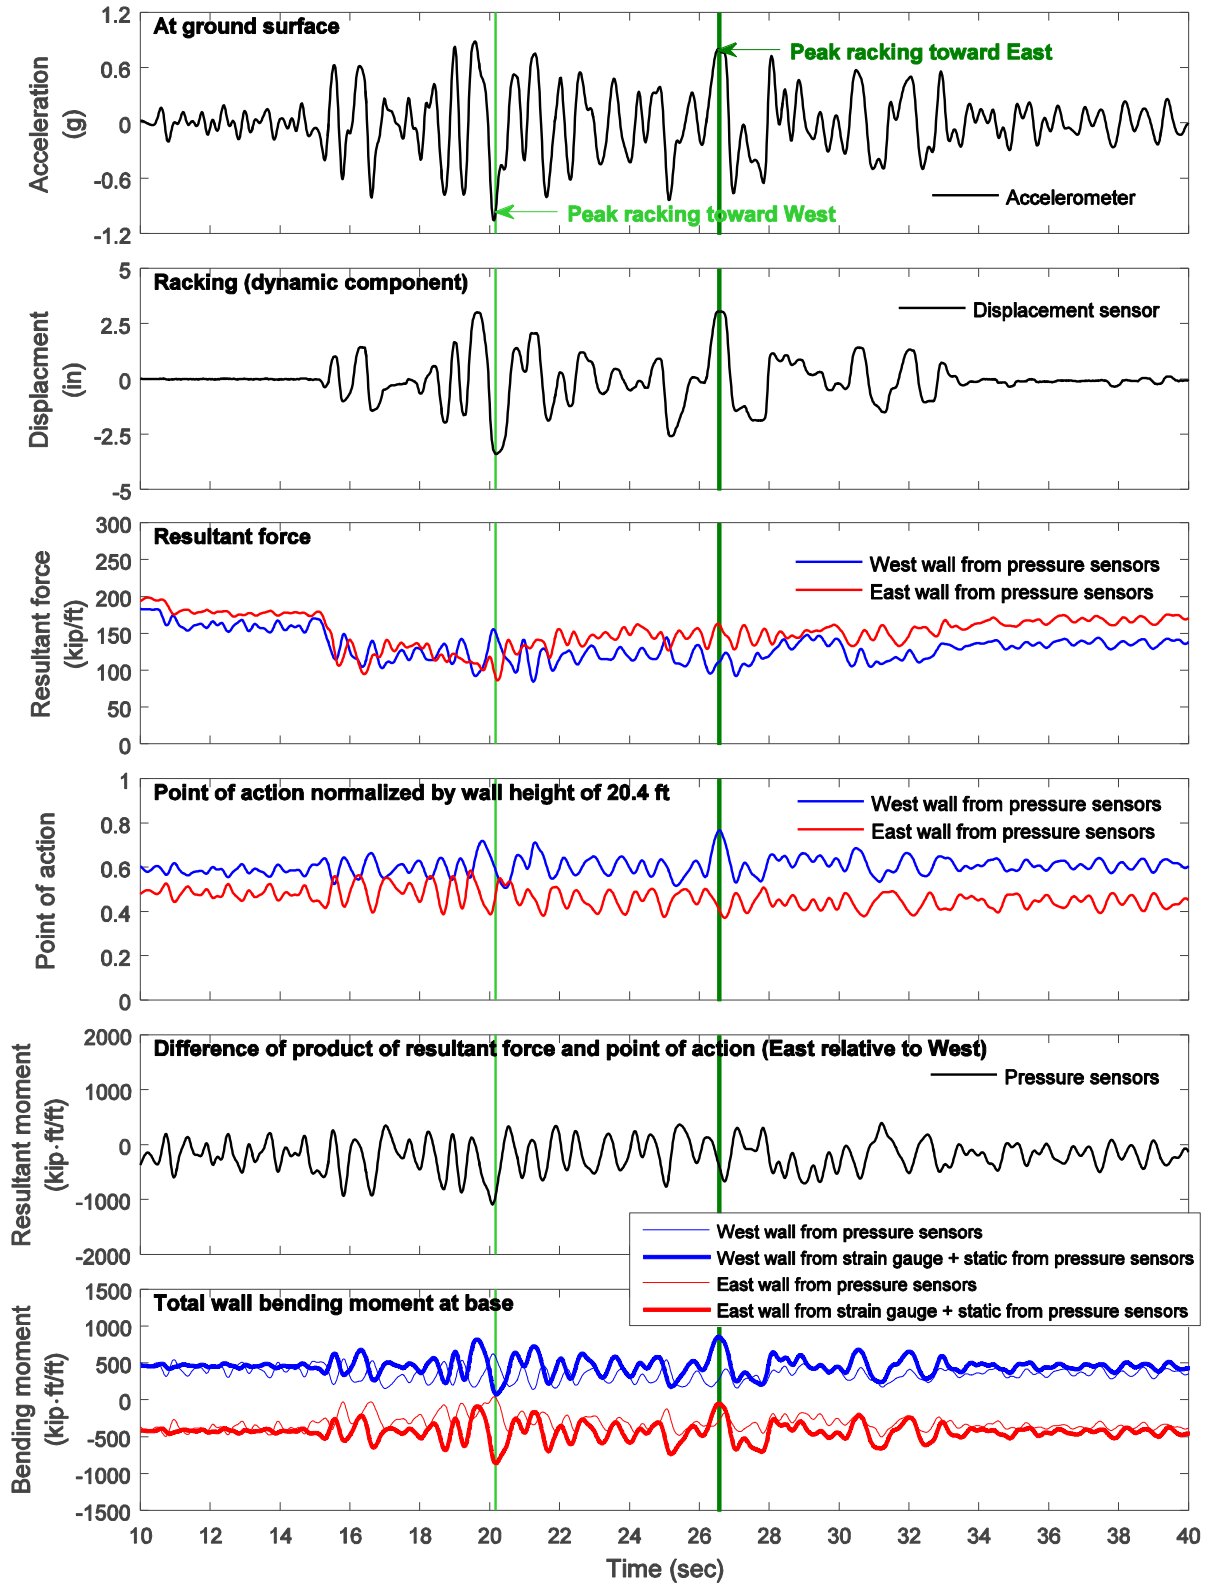 At ground surface
1.2
0.6
0
-0.6
-1.2
Acceleration
(g)
Peak racking toward East
Peak racking toward West
Accelerometer
Racking (dynamic component)
5
2.5
0
-2.5
-5
Displacment
(in)
Displacement sensor
Resultant force
300
250
200
150
100
50
0
Resultant force
(kip/ft)
West wall from pressure sensors
East wall from pressure sensors
Point of action normalized by wall height of 20.4 ft
1
0.8
0.6
0.4
0.2
0
Point of action
West wall from pressure sensors
East wall from pressure sensors
Difference of product of resultant force and point of action (East relative to West)
2000
1000
0
-1000
-2000
Resultant moment
(kip·ft/ft)
Pressure sensors
West wall from pressure sensors
West wall from strain gauge + static from pressure sensors
East wall from pressure sensors
East wall from strain gauge + static from pressure sensors
Total wall bending moment at base
1500
1000
500
0
-500
-1000
-1500
Bending moment
(kip·ft/ft)
10 12 14 16 18 20 22 24 26 28 30 32 34 36 38 40
Time (sec)